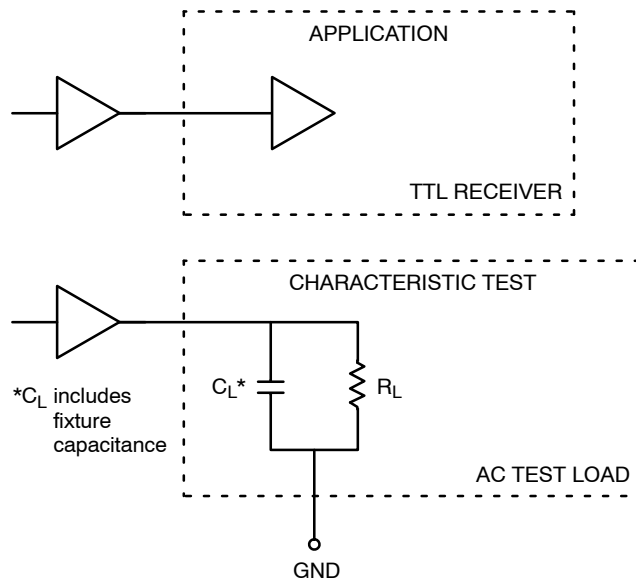 APPLICATION
TTL RECEIVER
CHARACTERISTIC TEST
*CL includes
fixture
capacitance
CL*
RL
AC TEST LOAD
GND